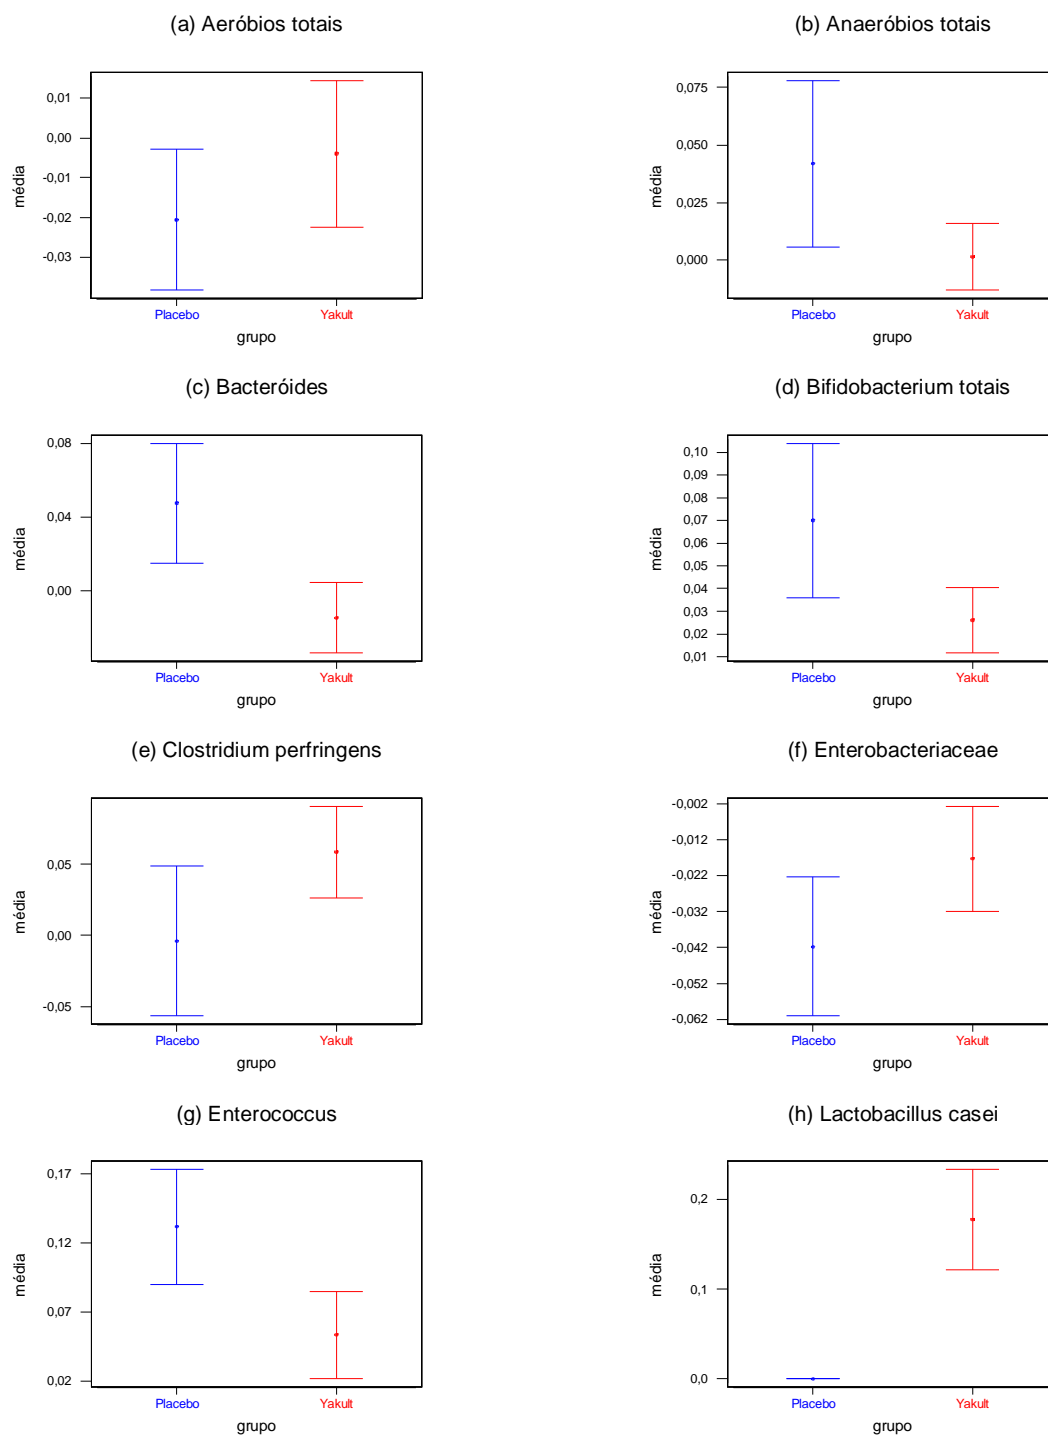 (a) Aeróbios totais
0,01
0,00
-0,01
-0,02
-0,03
média
Placebo Yakult
grupo
(b) Anaeróbios totais
0,075
0,050
0,025
0,000
média
Placebo Yakult
grupo
(c) Bacteróides
0,08
0,04
0,00
média
Placebo Yakult
grupo
(d) Bifidobacterium totais
0,10
0,09
0,08
0,07
0,06
0,05
0,04
0,03
0,02
0,01
média
Placebo Yakult
grupo
(e) Clostridium perfringens
0,05
0,00
-0,05
média
Placebo Yakult
grupo
(f) Enterobacteriaceae
-0,002
-0,012
-0,022
-0,032
-0,042
-0,052
-0,062
média
Placebo Yakult
grupo
(g) Enterococcus
0,17
0,12
0,07
0,02
média
Placebo Yakult
grupo
(h) Lactobacillus casei
0,2
0,1
0,0
média
Placebo Yakult
grupo